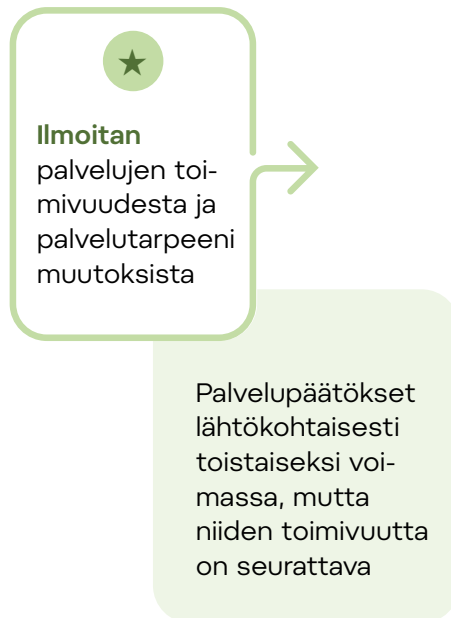 Ilmoitan
palvelujen toi-
mivuudesta ja
palvelutarpeeni
muutoksista
Palvelupäätökset
lähtökohtaisesti
toistaiseksi voi-
massa, mutta
niiden toimivuutta
on seurattava